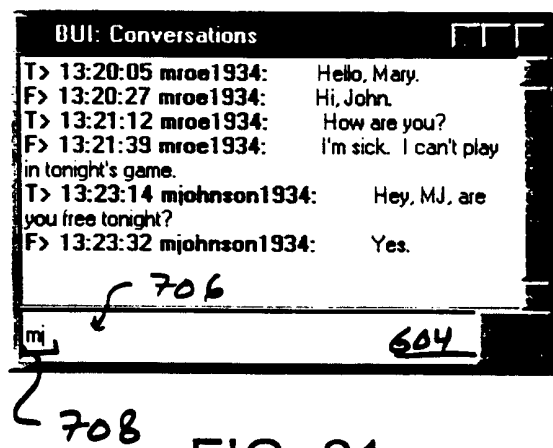 BUI: Conversations
T> 13:20:05 mroe1934: Hello, Mary.
F> 13:20:27 mroe1934: Hi, John.
T> 13:21:12 mroe1934: How are you?
F> 13:21:39 mroe1934: I'm sick. I can't play
in tonight's game.
T> 13:23:14 mjohnson1934: Hey, MJ, are
you free tonight?
F> 13:23:32 mjohnson1934: Yes.
706
mj
604
708